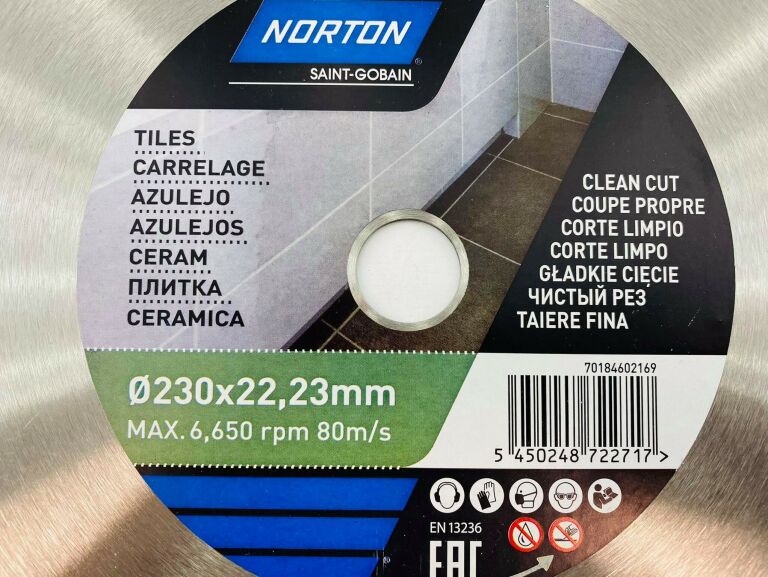 NORTON
SAINT-GOBAIN
TILES
CARRELAGE
AZULEJO
AZULEJOS
CERAM
ПЛИТКА
CERAMICA
CLEAN CUT
COUPE PROPRE
CORTE LIMPIO
CORTE LIMPO
GŁADKIE CIĘCIE
ЧИСТЫЙ РЕЗ
TAIERE FINA
Ø230x22,23mm
MAX. 6,650 rpm 80m/s
70184602169
5 450248 722717 >
EN 13236
EAC